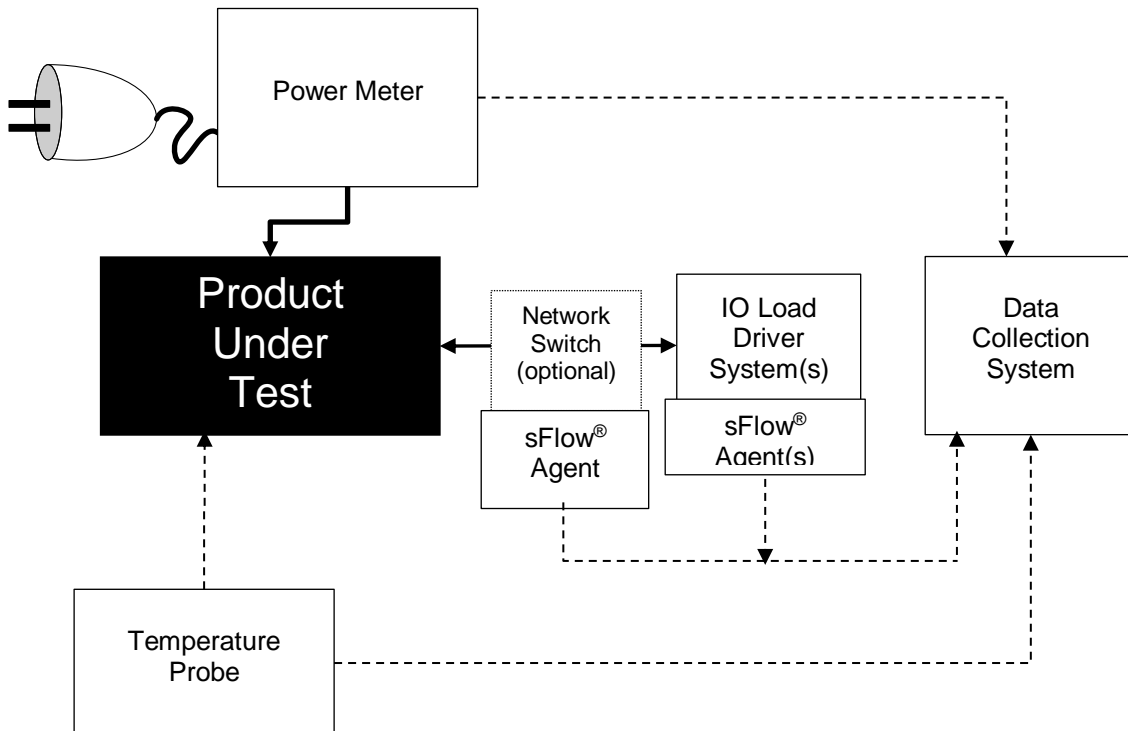 Power Meter
Product
Under
Test
Network
Switch
(optional)
sFlow®
Agent
IO Load
Driver
System(s)
sFlow®
Agent(s)
Data
Collection
System
Temperature
Probe